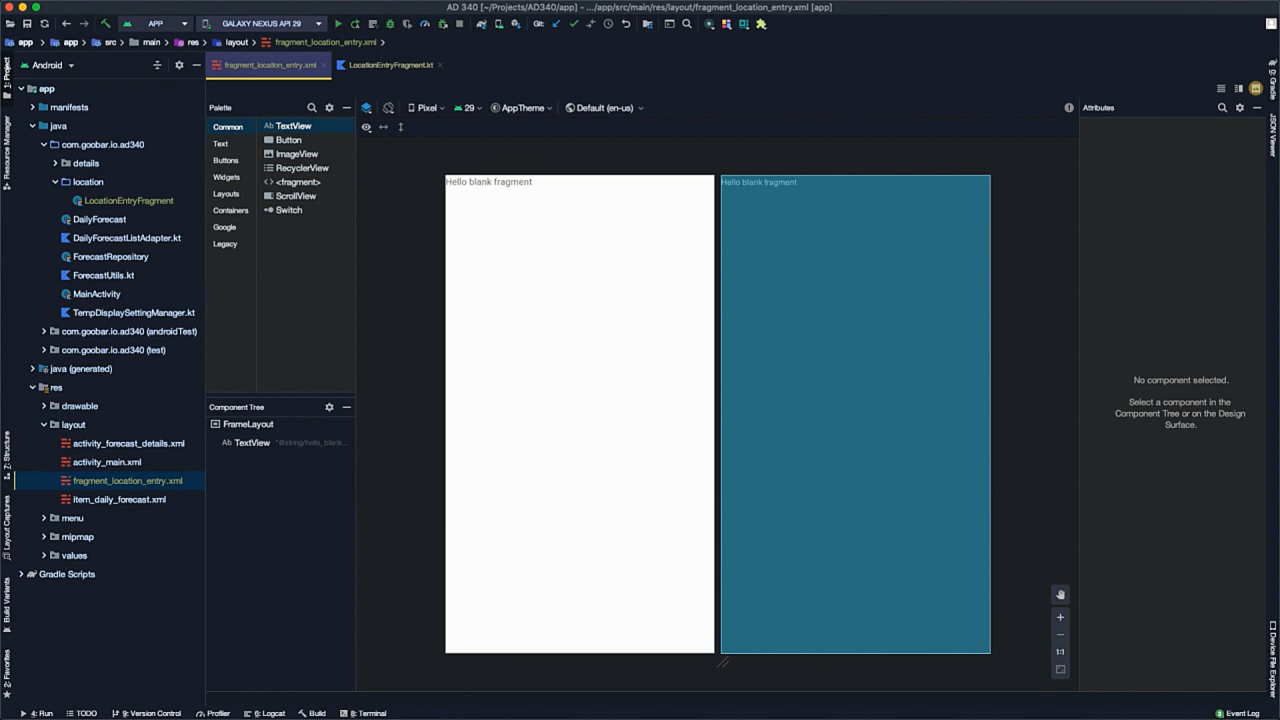 AD 340 [~/Projects/AD340/app] - .../app/src/main/res/layout/fragment_location_entry.xml [app]
APP
GALAXY NEXUS API 29
Git:
app
app
src
main
res
layout
fragment_location_entry.xml
Android
fragment_location_entry.xml
LocationEntryFragment.kt
1: Project
Resource Manager
7: Structure
Layout Captures
Build Variants
2: Favorites
app
manifests
java
com.goobar.io.ad340
details
location
LocationEntryFragment
DailyForecast
DailyForecastListAdapter.kt
ForecastRepository
ForecastUtils.kt
MainActivity
TempDisplaySettingManager.kt
com.goobar.io.ad340 (androidTest)
com.goobar.io.ad340 (test)
java (generated)
res
drawable
layout
activity_forecast_details.xml
activity_main.xml
fragment_location_entry.xml
item_daily_forecast.xml
menu
mipmap
values
Gradle Scripts
Palette
Common
Text
Buttons
Widgets
Layouts
Containers
Google
Legacy
Ab TextView
Button
ImageView
RecyclerView
<> <fragment>
ScrollView
Switch
Component Tree
FrameLayout
Ab TextView "@string/hello_blank...
Pixel
29
AppTheme
Default (en-us)
Hello blank fragment
Hello blank fragment
1:1
Attributes
No component selected.
Select a component in the
Component Tree or on the Design
Surface.
Gradle
JSON Viewer
Device File Explorer
4: Run
TODO
9: Version Control
Profiler
6: Logcat
Build
Terminal
Event Log